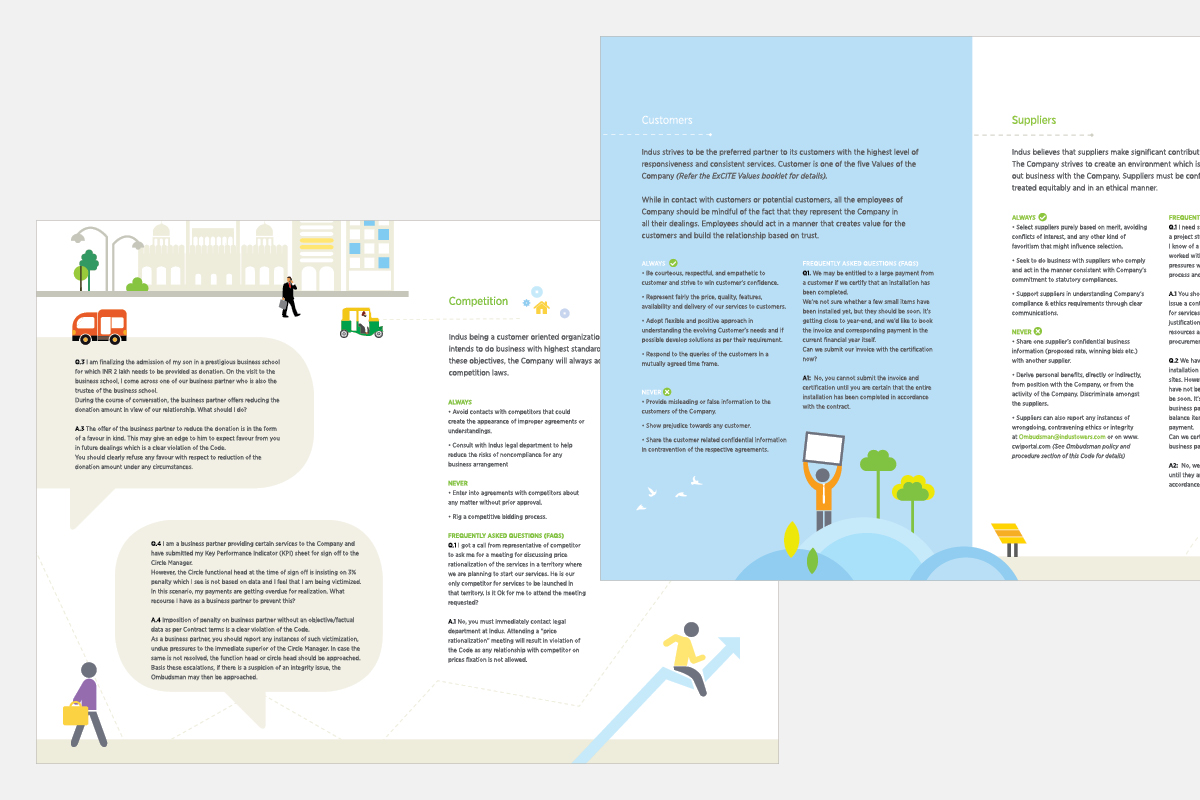 Q.3 I am finalizing the admission of my son in a prestigious business school
for which INR 2 lakh needs to be provided as donation. On the visit to the
business school, I come across one of our business partner who is also the
trustee of the business school.
During the course of conversation, the business partner offers reducing the
donation amount in view of our relationship. What should I do?
A.3 The offer of the business partner to reduce the donation is in the form
of a favour in kind. This may give an edge to him to expect favour from you
in future dealings which is a clear violation of the Code.
You should clearly refuse any favour with respect to reduction of the
donation amount under any circumstances.
Q.4 I am a business partner providing certain services to the Company and
have submitted my Key Performance Indicator (KPI) sheet for sign off to the
Circle Manager.
However, the Circle functional head at the time of sign off is insisting on 3%
penalty which I see is not based on data and I feel that I am being victimized.
In this scenario, my payments are getting overdue for realization. What
recourse I have as a business partner to prevent this?
A.4 Imposition of penalty on business partner without an objective/factual
data as per Contract terms is a clear violation of the Code.
As a business partner, you should report any instances of such victimization,
undue pressures to the immediate superior of the Circle Manager. In case the
same is not resolved, the function head or circle head should be approached.
Basis these escalations, if there is a suspicion of an integrity issue, the
Ombudsman may then be approached.
Competition
Indus being a customer oriented organizatio
intends to do business with highest standar
these objectives, the Company will always a
competition laws.
ALWAYS
• Avoid contacts with competitors that could
create the appearance of improper agreements or
understandings.
• Consult with Indus legal department to help
reduce the risks of noncompliance for any
business arrangement
NEVER
• Enter into agreements with competitors about
any matter without prior approval.
• Rig a competitive bidding process.
FREQUENTLY ASKED QUESTIONS (FAQS)
Q.1 I got a call from representative of competitor
to ask me for a meeting for discussing price
rationalization of the services in a territory where
we are planning to start our services. He is our
only competitor for services to be launched in
that territory, is it Ok for me to attend the meeting
requested?
A.1 No, you must immediately contact legal
department at Indus. Attending a "price
rationalization" meeting will result in violation of
the Code as any relationship with competitor on
prices fixation is not allowed.
Customers
Indus strives to be the preferred partner to its customers with the highest level of
responsiveness and consistent services. Customer is one of the five Values of the
Company (Refer the ExCITE Values booklet for details).
While in contact with customers or potential customers, all the employees of
Company should be mindful of the fact that they represent the Company in
all their dealings. Employees should act in a manner that creates value for the
customers and build the relationship based on trust.
ALWAYS
• Be courteous, respectful, and empathetic to
customer and strive to win customer's confidence.
• Represent fairly the price, quality, features,
availability and delivery of our services to customers.
• Adopt flexible and positive approach in
understanding the evolving Customer's needs and if
possible develop solutions as per their requirement.
• Respond to the queries of the customers in a
mutually agreed time frame.
NEVER
• Provide misleading or false information to the
customers of the Company.
• Show prejudice towards any customer.
• Share the customer related confidential information
in contravention of the respective agreements.
FREQUENTLY ASKED QUESTIONS (FAQS)
Q1. We may be entitled to a large payment from
a customer if we certify that an installation has
been completed.
We're not sure whether a few small items have
been installed yet, but they should be soon. It's
getting close to year-end, and we'd like to book
the invoice and corresponding payment in the
current financial year itself.
Can we submit our invoice with the certification
now?
A1: No, you cannot submit the invoice and
certification until you are certain that the entire
installation has been completed in accordance
with the contract.
Suppliers
Indus believes that suppliers make significant contribut
The Company strives to create an environment which is
out business with the Company. Suppliers must be conf
treated equitably and in an ethical manner.
ALWAYS
• Select suppliers purely based on merit, avoiding
conflicts of interest, and any other kind of
favoritism that might influence selection.
• Seek to do business with suppliers who comply
and act in the manner consistent with Company's
commitment to statutory compliances.
• Support suppliers in understanding Company's
compliance & ethics requirements through clear
communications.
NEVER
• Share one supplier's confidential business
information (proposed rate, winning bids etc.)
with another supplier.
• Derive personal benefits, directly or indirectly,
from position with the Company, or from the
activity of the Company. Discriminate amongst
the suppliers.
• Suppliers can also report any instances of
wrongdoing, contravening ethics or integrity
at Ombudsman@industowers.com or on www.
cwiportal.com (See Ombudsman policy and
procedure section of this Code for details)
FREQUENT
Q.1 I need s
a project st
I know of a
worked with
pressures w
process and
A.1 You sho
issue a cont
for services
justification
resources a
procuremen
Q.2 We hav
installation
sites. Howe
have not be
be soon. It's
business pa
balance iter
payment.
Can we cert
business pa
A2: No, we
until they a
accordance